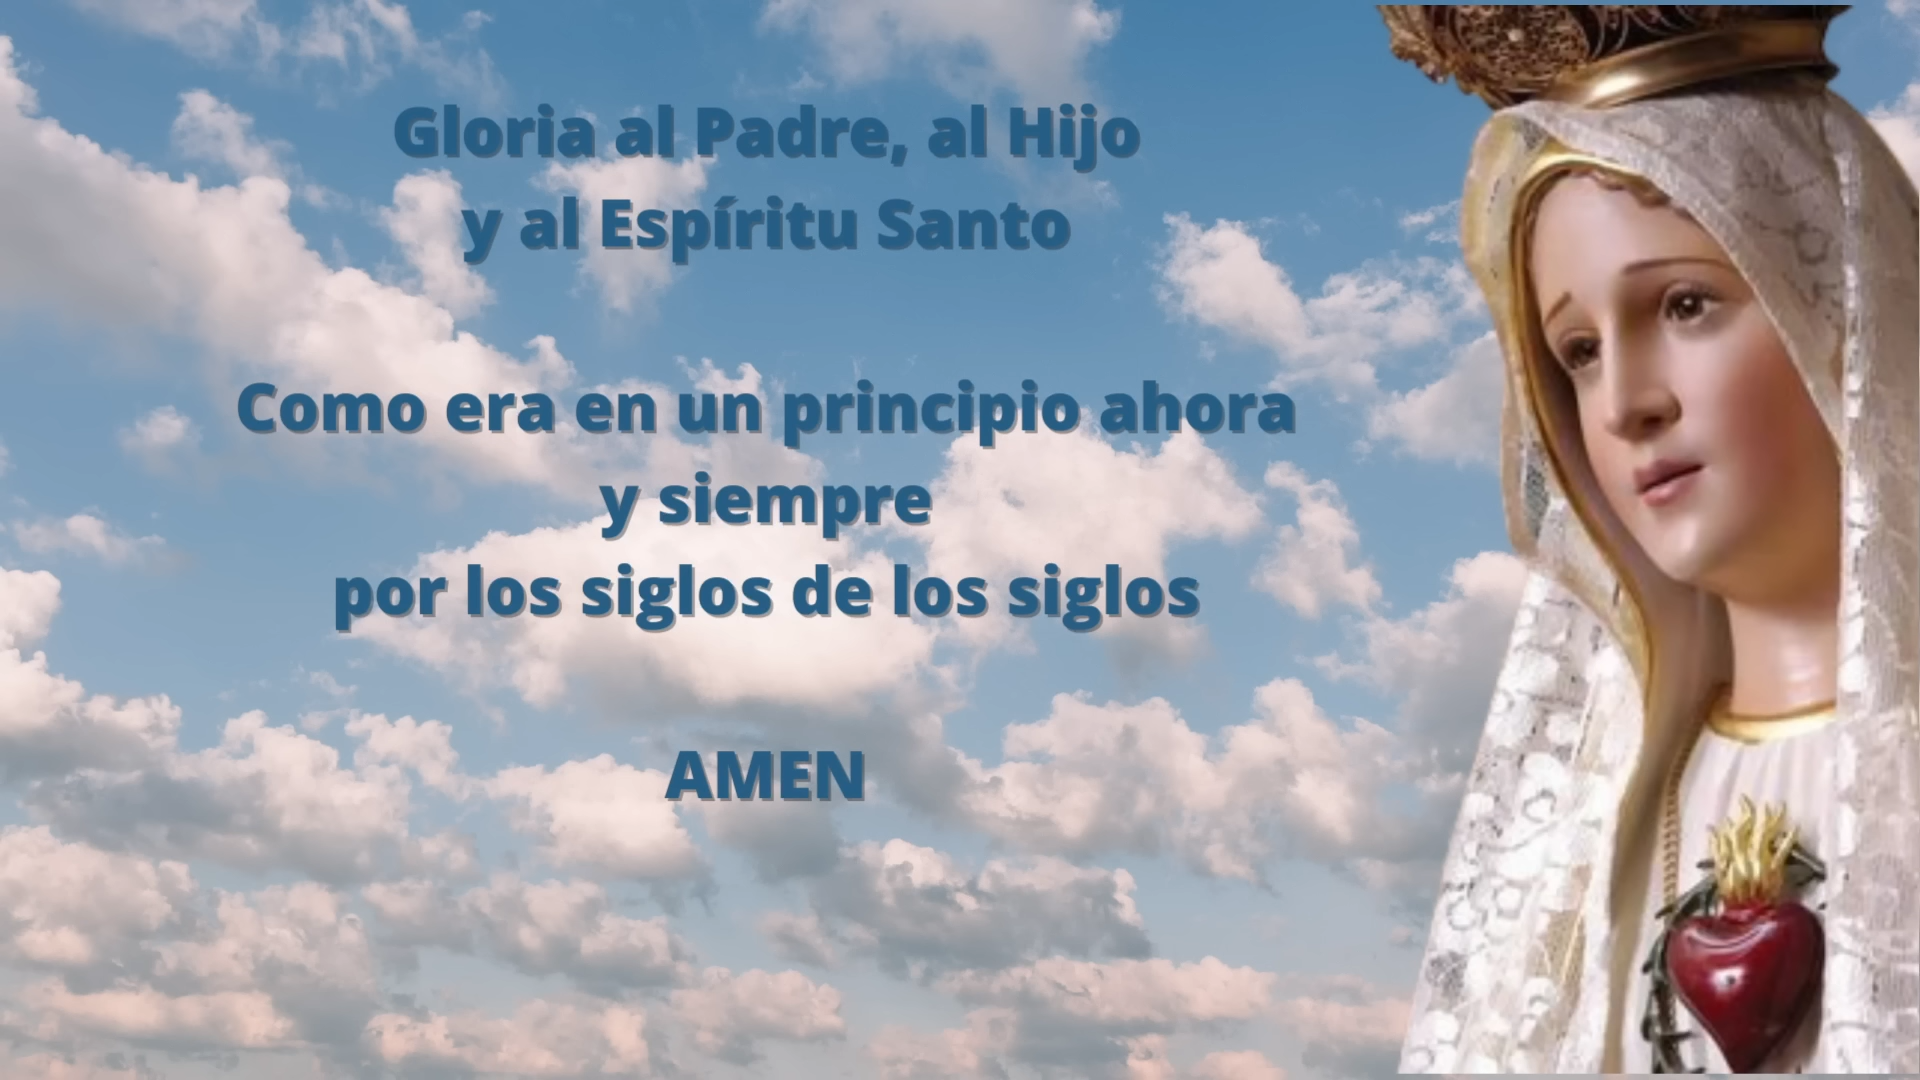 Gloria al Padre, al Hijo
y al Espíritu Santo
Como era en un principio ahora
y siempre
por los siglos de los siglos
AMEN